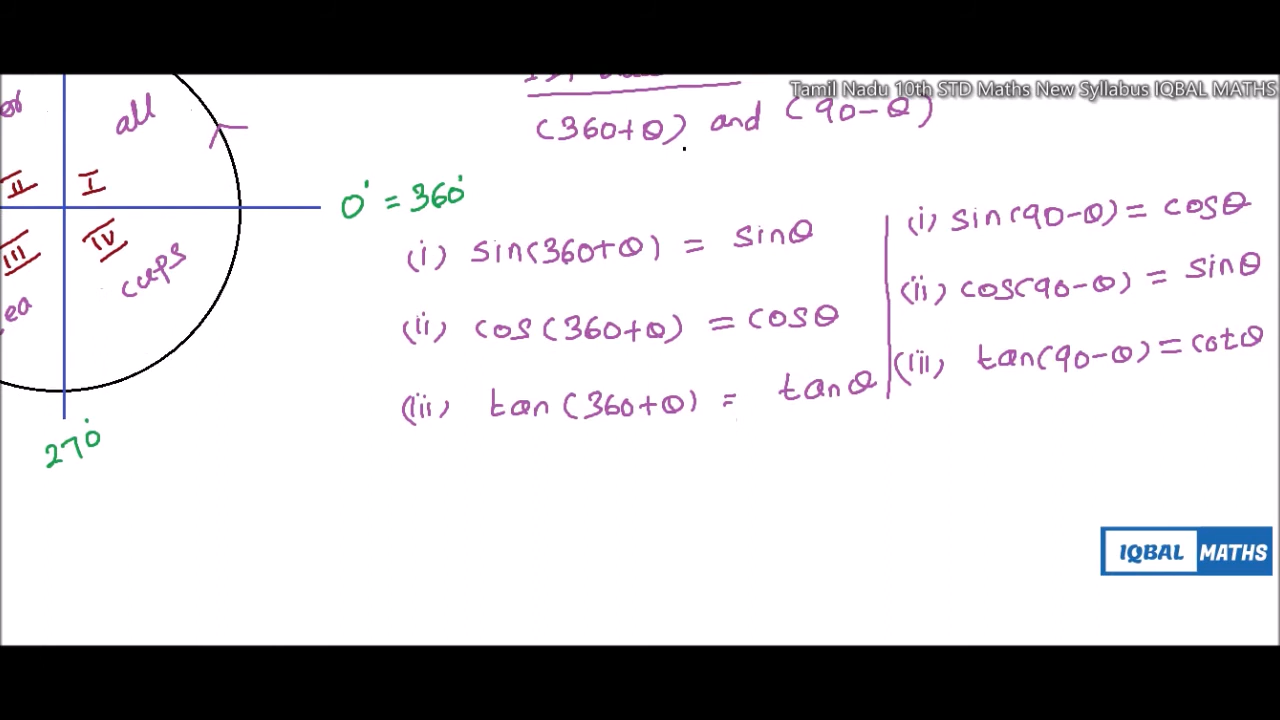 Tamil Nadu 10th STD Maths New Syllabus IQBAL MATHS
(360+θ) and (90-θ)
all
II I
III IV
cups
0° = 360°
270°
(i) sin(360+θ) = sinθ
(ii) cos(360+θ) = cosθ
(iii) tan(360+θ) = tanθ
(i) sin(90-θ) = cosθ
(ii) cos(90-θ) = sinθ
(iii) tan(90-θ) = cotθ
IQBAL MATHS